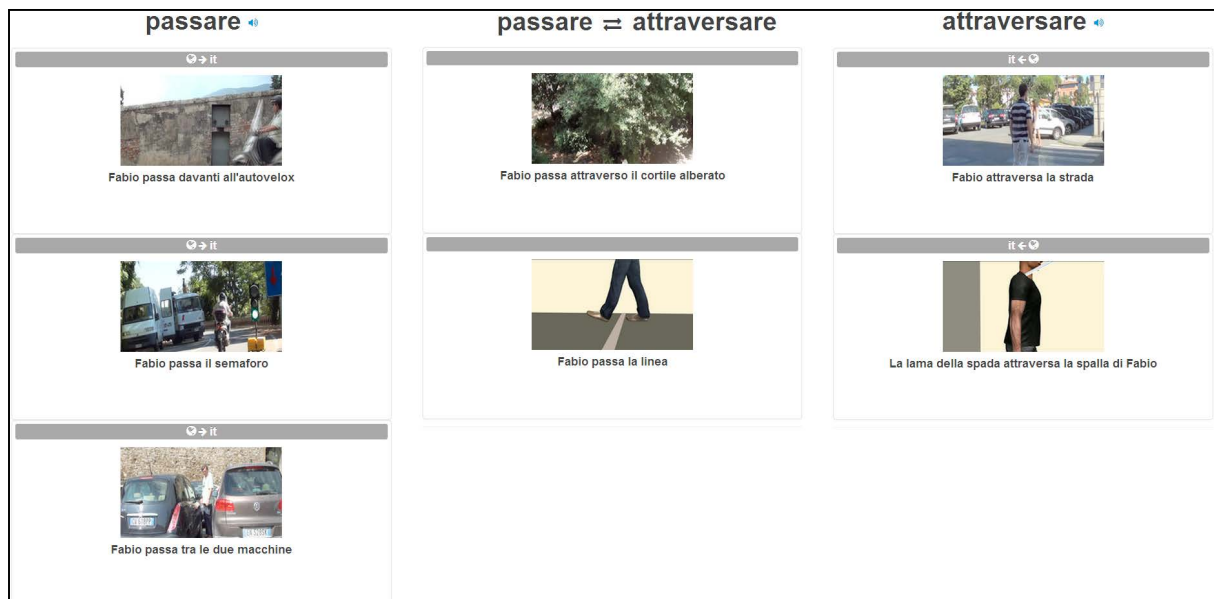 passare
passare ⇄ attraversare
attraversare
→ it
Fabio passa davanti all'autovelox
→ it
Fabio passa il semaforo
→ it
Fabio passa tra le due macchine
Fabio passa attraverso il cortile alberato
Fabio passa la linea
it ←
Fabio attraversa la strada
it ←
La lama della spada attraversa la spalla di Fabio